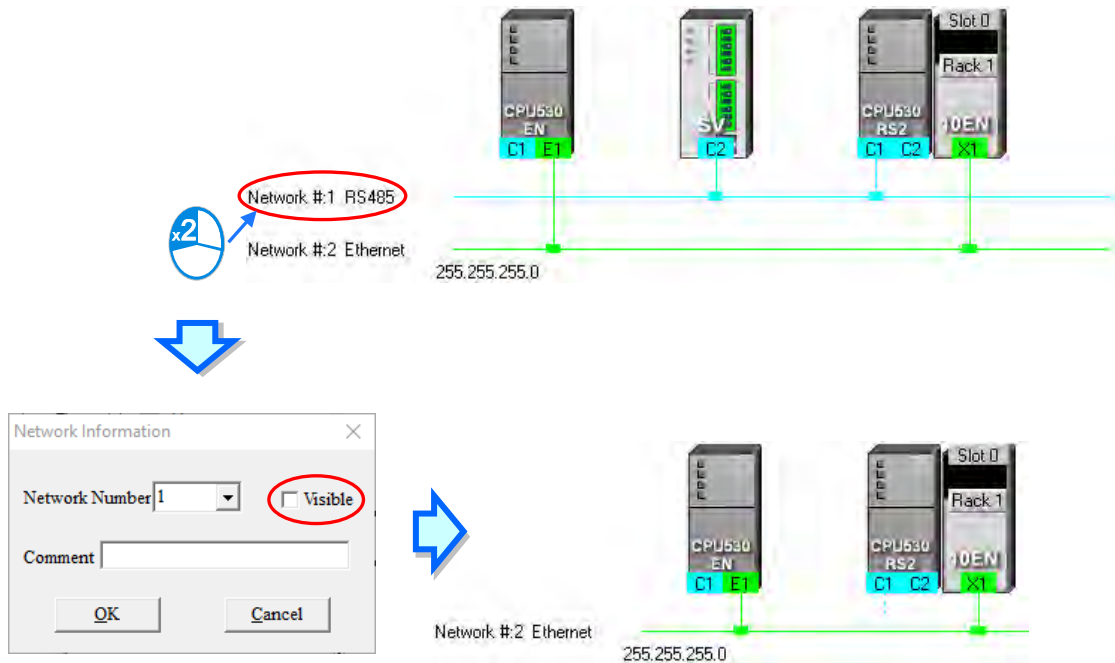 Slot 0
Rack 1
CPU530
EN
C1 E1
SV
C2
CPU530
RS2
C1 C2
10EN
X1
Network #:1 RS485
x2
Network #:2 Ethernet
255.255.255.0
Network Information
Network Number 1
Visible
Comment
OK
Cancel
Slot 0
Rack 1
CPU530
EN
C1 E1
CPU530
RS2
C1 C2
10EN
X1
Network #:2 Ethernet
255.255.255.0